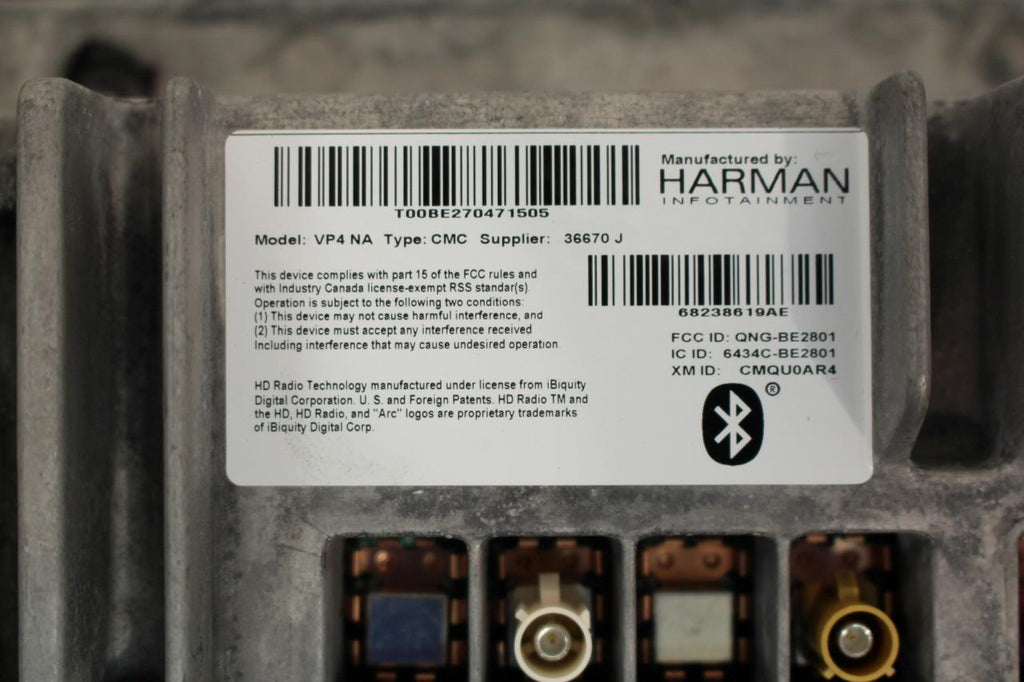 T00BE270471505
Manufactured by:
HARMAN
INFOTAINMENT
Model: VP4 NA Type: CMC Supplier: 36670 J
68238619AE
This device complies with part 15 of the FCC rules and
with Industry Canada license-exempt RSS standar(s).
Operation is subject to the following two conditions:
(1) This device may not cause harmful interference, and
(2) This device must accept any interference received
Including interference that may cause undesired operation.
FCC ID: QNG-BE2801
IC ID: 6434C-BE2801
XM ID: CMQU0AR4
®
HD Radio Technology manufactured under license from iBiquity
Digital Corporation. U. S. and Foreign Patents. HD Radio TM and
the HD, HD Radio, and "Arc" logos are proprietary trademarks
of iBiquity Digital Corp.